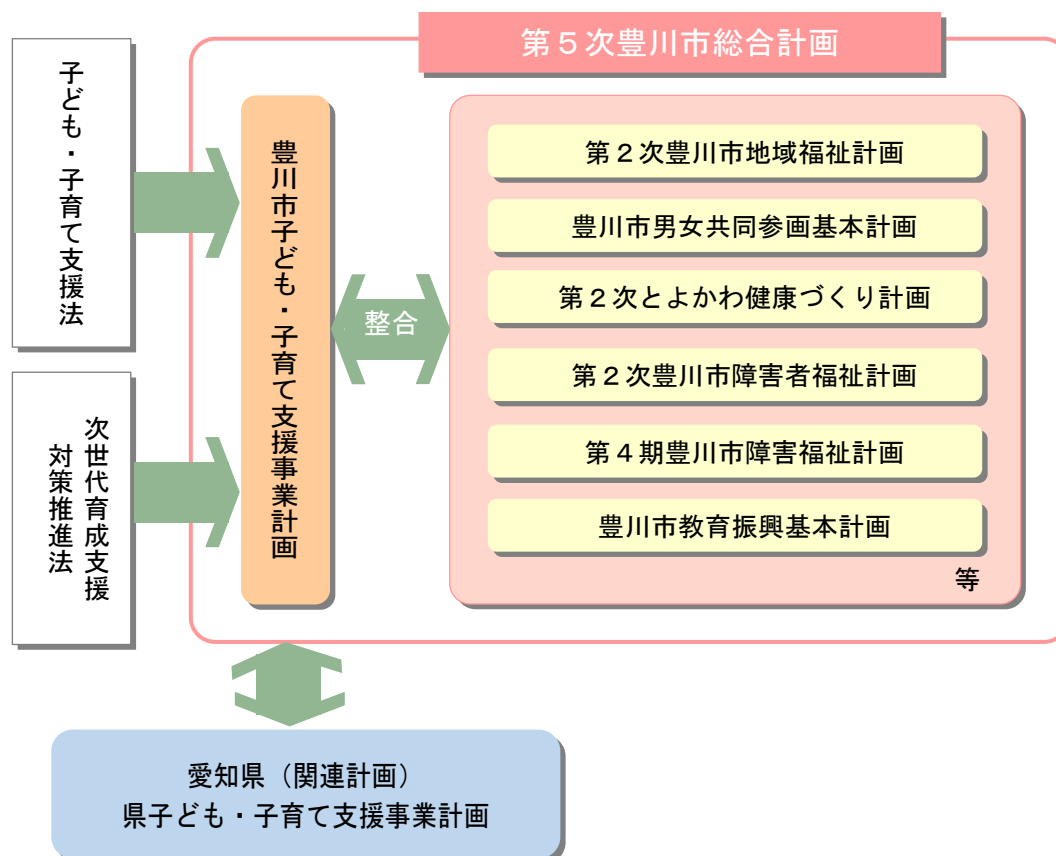 第５次豊川市総合計画
子ども・子育て支援法
次世代育成支援
対策推進法
豊川市子ども・子育て支援事業計画
整合
第２次豊川市地域福祉計画
豊川市男女共同参画基本計画
第２次とよかわ健康づくり計画
第２次豊川市障害者福祉計画
第４期豊川市障害福祉計画
豊川市教育振興基本計画
等
愛知県（関連計画）
県子ども・子育て支援事業計画